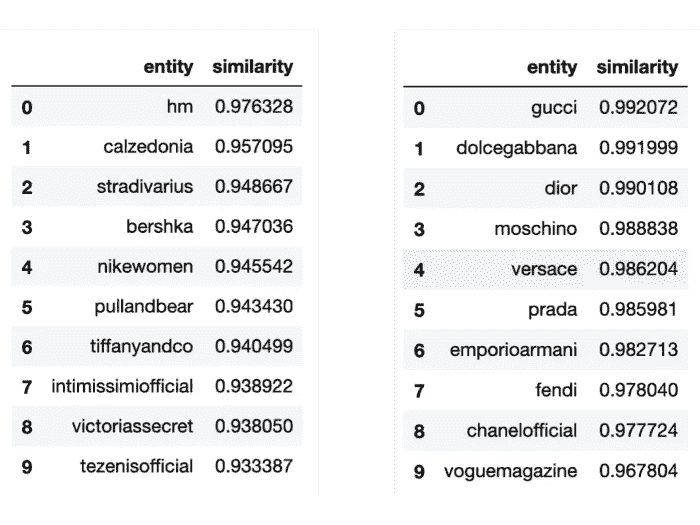 entity similarity
0 hm 0.976328
1 calzedonia 0.957095
2 stradivarius 0.948667
3 bershka 0.947036
4 nikewomen 0.945542
5 pullandbear 0.943430
6 tiffanyandco 0.940499
7 intimissimiofficial 0.938922
8 victoriassecret 0.938050
9 tezenisofficial 0.933387
entity similarity
0 gucci 0.992072
1 dolcegabbana 0.991999
2 dior 0.990108
3 moschino 0.988838
4 versace 0.986204
5 prada 0.985981
6 emporioarmani 0.982713
7 fendi 0.978040
8 chanelofficial 0.977724
9 voguemagazine 0.967804